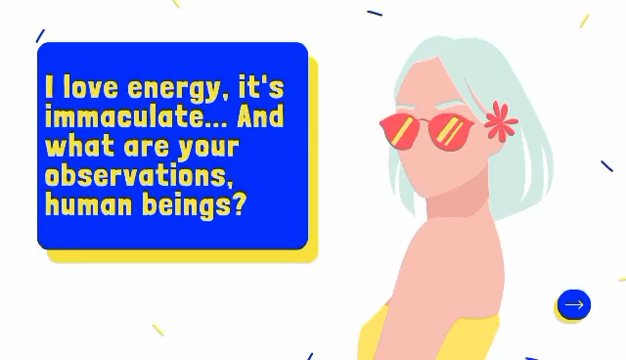 I love energy, it's
immaculate... And
what are your
observations,
human beings?